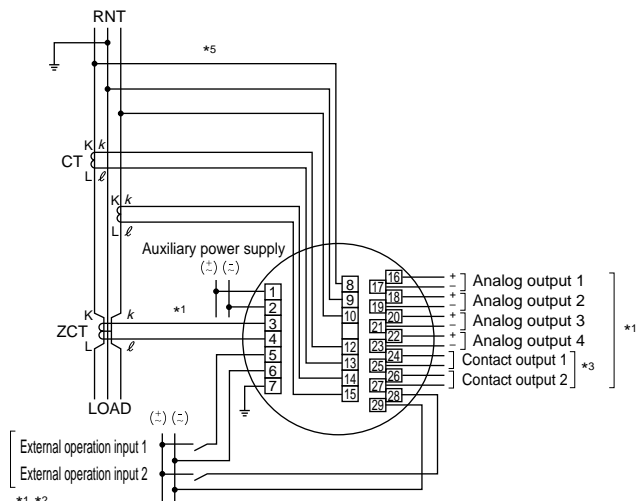 RNT
*5
K k
CT
L ℓ
K k
L ℓ
Auxiliary power supply
(±) (-)
(~) (~)
K k
*1
ZCT
L ℓ
LOAD
1
2
3
4
5
6
7
8
9
10
12
13
14
15
16
17
18
19
20
21
22
23
24
25
26
27
28
29
+ Analog output 1
−
+ Analog output 2
−
+ Analog output 3
−
+ Analog output 4
−
Contact output 1
Contact output 2
*3
*1
(±) (-)
(~) (~)
External operation input 1
External operation input 2
*1 *2